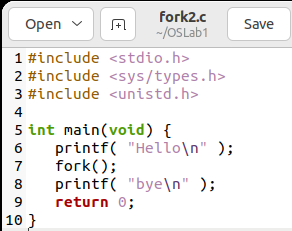 Open
fork2.c
~/OSLab1
Save
1 #include <stdio.h>
2 #include <sys/types.h>
3 #include <unistd.h>
4
5 int main(void) {
6    printf( "Hello\n" );
7    fork();
8    printf( "bye\n" );
9    return 0;
10 }